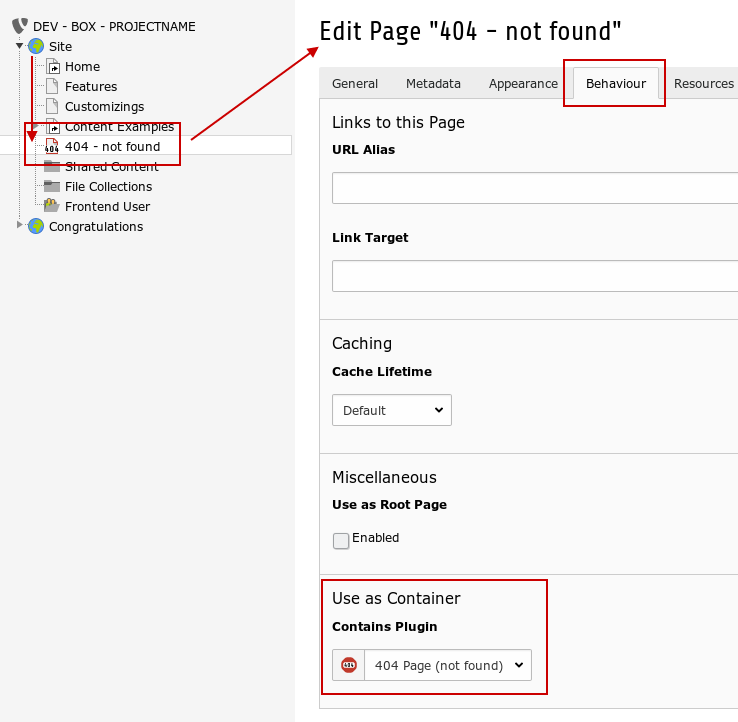 DEV - BOX - PROJECTNAME
Site
Home
Features
Customizings
Content Examples
404 - not found
Shared Content
File Collections
Frontend User
Congratulations
Edit Page "404 - not found"
General Metadata Appearance Behaviour Resources
Links to this Page
URL Alias
Link Target
Caching
Cache Lifetime
Default
Miscellaneous
Use as Root Page
Enabled
Use as Container
Contains Plugin
404 404 Page (not found)